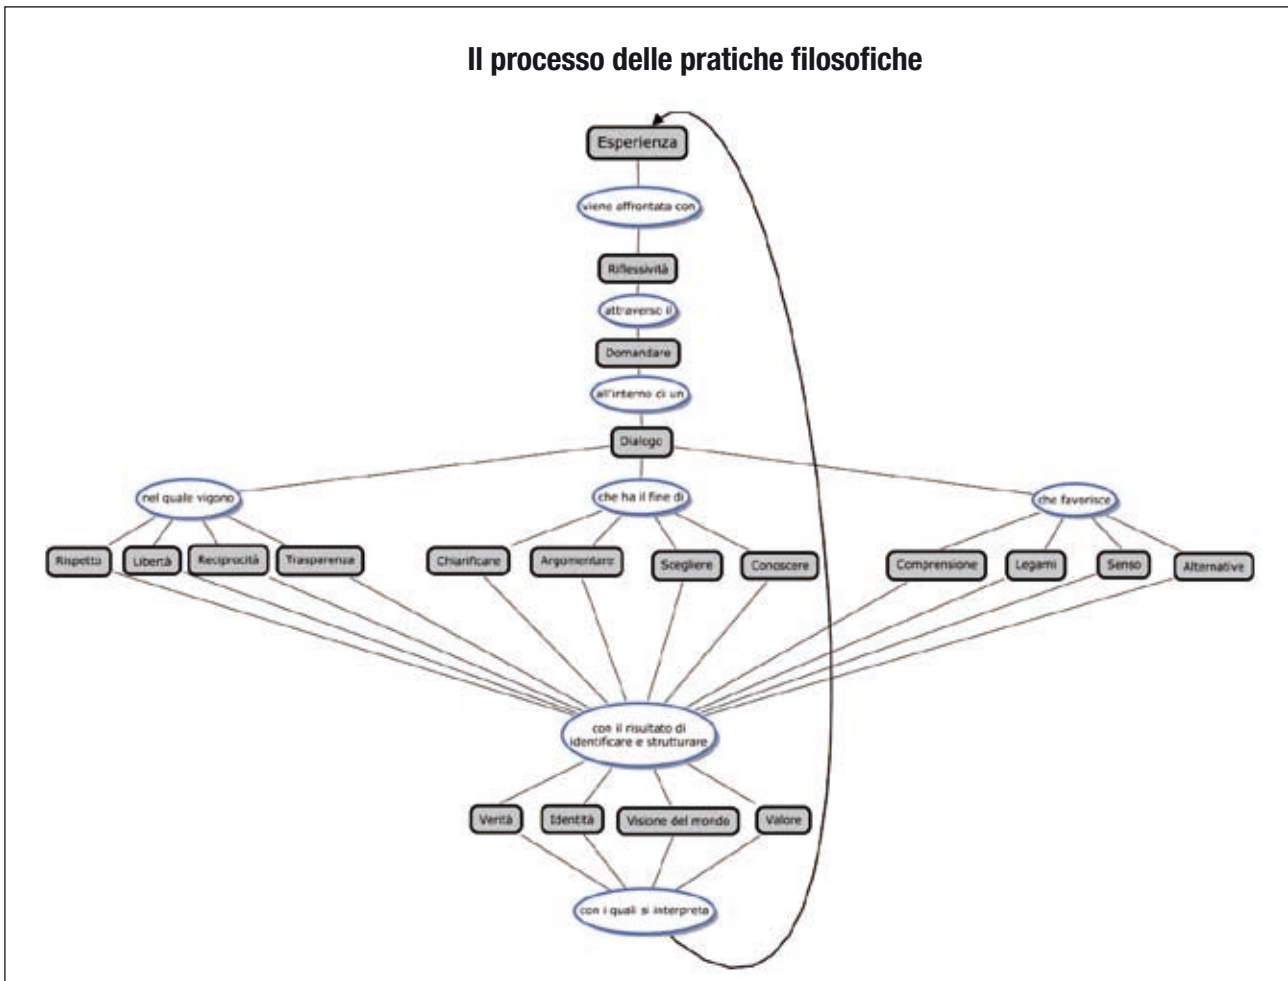 Il processo delle pratiche filosofiche
Esperienza
viene affrontata con
Riflessività
attraverso il
Domandare
all'interno di un
Dialogo
nel quale vigono
che ha il fine di
che favorisce
Rispetto
Libertà
Reciprocità
Trasparenza
Chiarificare
Argomentare
Scegliere
Conoscere
Comprensione
Legami
Senso
Alternative
con il risultato di
identificare e strutturare
Verità
Identità
Visione del mondo
Valore
con i quali si interpreta